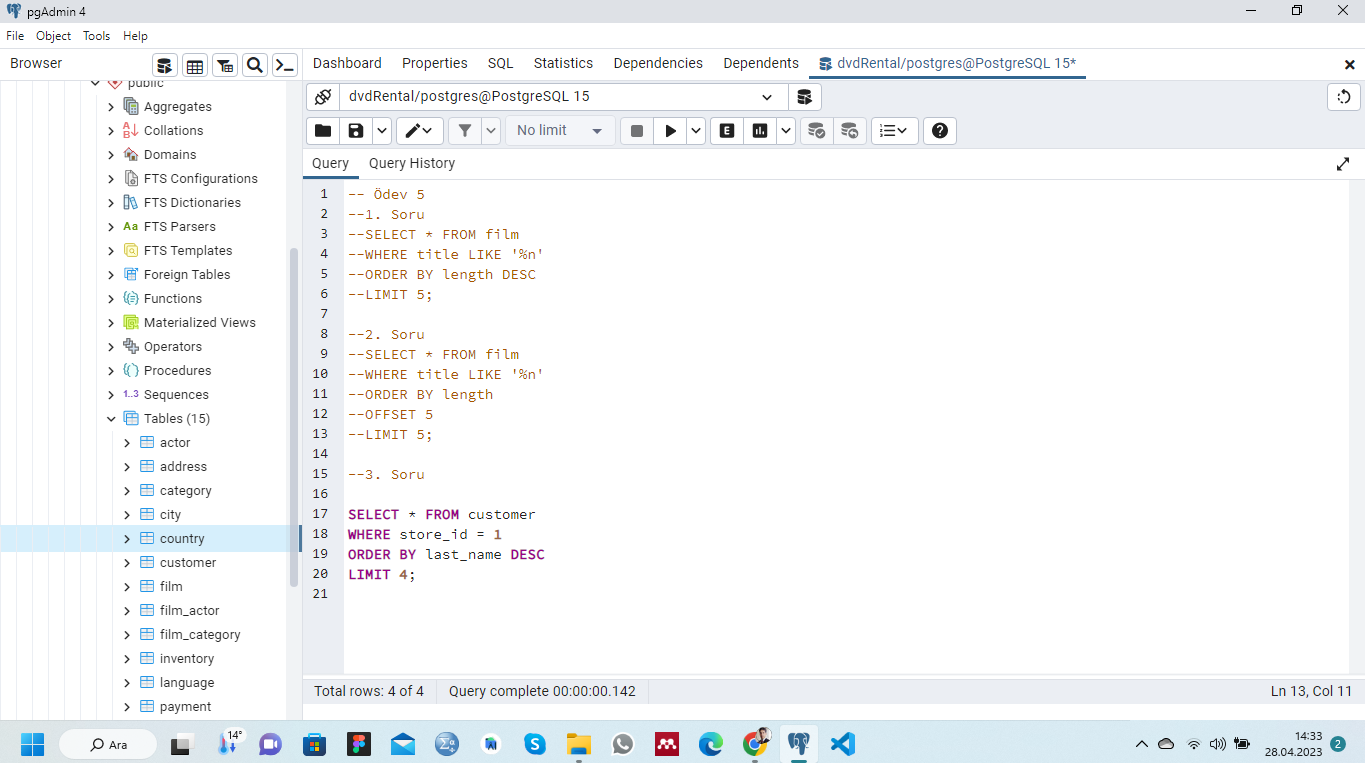 pgAdmin 4
File Object Tools Help
Browser
Dashboard Properties SQL Statistics Dependencies Dependents dvdRental/postgres@PostgreSQL 15*
public
Aggregates
Collations
Domains
FTS Configurations
FTS Dictionaries
Aa FTS Parsers
FTS Templates
Foreign Tables
Functions
Materialized Views
Operators
Procedures
1..3 Sequences
Tables (15)
actor
address
category
city
country
customer
film
film_actor
film_category
inventory
language
payment
dvdRental/postgres@PostgreSQL 15
No limit
E
Query Query History
1 -- Ödev 5
2 --1. Soru
3 --SELECT * FROM film
4 --WHERE title LIKE '%n'
5 --ORDER BY length DESC
6 --LIMIT 5;
7
8 --2. Soru
9 --SELECT * FROM film
10 --WHERE title LIKE '%n'
11 --ORDER BY length
12 --OFFSET 5
13 --LIMIT 5;
14
15 --3. Soru
16
17 SELECT * FROM customer
18 WHERE store_id = 1
19 ORDER BY last_name DESC
20 LIMIT 4;
21
Total rows: 4 of 4 Query complete 00:00:00.142 Ln 13, Col 11
Ara
14°
14:33
28.04.2023
2